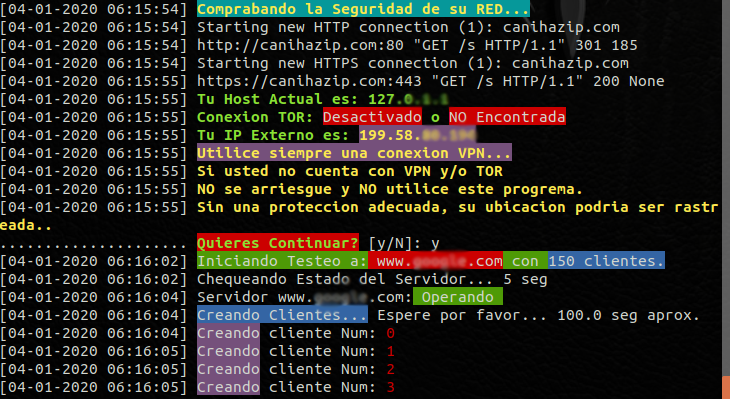 [04-01-2020 06:15:54] Comprobando la Seguridad de su RED...
[04-01-2020 06:15:54] Starting new HTTP connection (1): canihazip.com
[04-01-2020 06:15:54] http://canihazip.com:80 "GET /s HTTP/1.1" 301 185
[04-01-2020 06:15:54] Starting new HTTPS connection (1): canihazip.com
[04-01-2020 06:15:55] https://canihazip.com:443 "GET /s HTTP/1.1" 200 None
[04-01-2020 06:15:55] Tu Host Actual es: 127.
[04-01-2020 06:15:55] Conexion TOR: Desactivado o NO Encontrada
[04-01-2020 06:15:55] Tu IP Externo es: 199.58.
[04-01-2020 06:15:55] Utilice siempre una conexion VPN...
[04-01-2020 06:15:55] Si usted no cuenta con VPN y/o TOR
[04-01-2020 06:15:55] NO se arriesgue y NO utilice este progrema.
[04-01-2020 06:15:55] Sin una proteccion adecuada, su ubicacion podria ser rastr
eada..
..................... Quieres Continuar? [y/N]: y
[04-01-2020 06:16:02] Iniciando Testeo a: www. .com con 150 clientes.
[04-01-2020 06:16:02] Chequeando Estado del Servidor... 5 seg
[04-01-2020 06:16:04] Servidor www. .com: Operando
[04-01-2020 06:16:04] Creando Clientes... Espere por favor... 100.0 seg aprox.
[04-01-2020 06:16:04] Creando cliente Num: 0
[04-01-2020 06:16:05] Creando cliente Num: 1
[04-01-2020 06:16:05] Creando cliente Num: 2
[04-01-2020 06:16:05] Creando cliente Num: 3